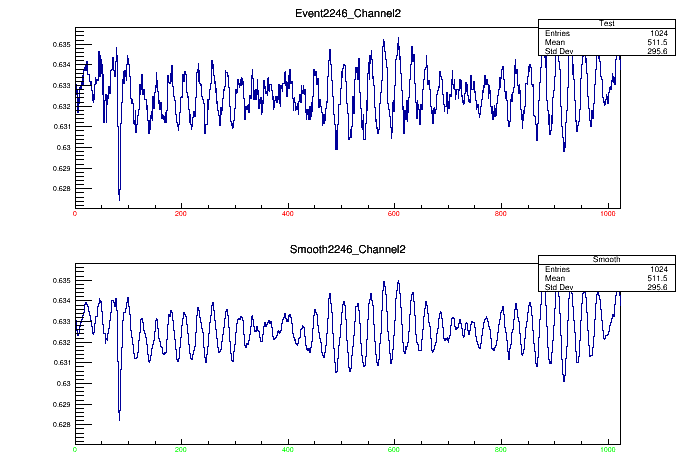 Event2246_Channel2
Test
Entries 1024
Mean 511.5
Std Dev 295.6
0.635
0.634
0.633
0.632
0.631
0.63
0.629
0.628
0 200 400 600 800 1000
Smooth2246_Channel2
Smooth
Entries 1024
Mean 511.5
Std Dev 295.6
0.635
0.634
0.633
0.632
0.631
0.63
0.629
0.628
0 200 400 600 800 1000